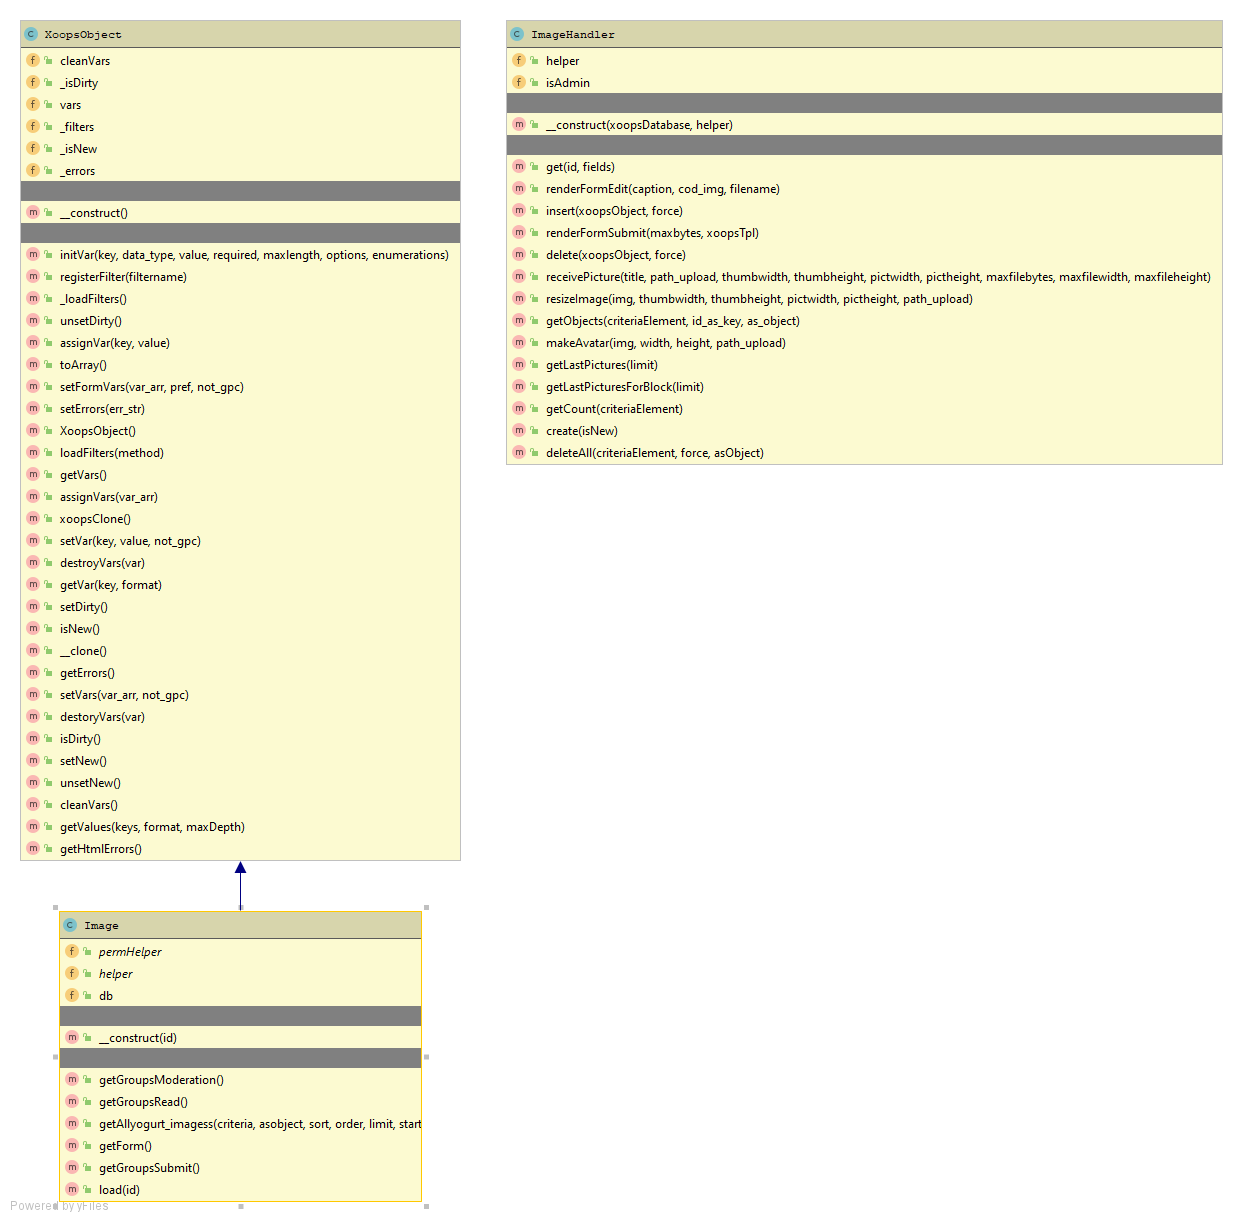 XoopsObject
cleanVars
_isDirty
vars
_filters
_isNew
_errors
__construct()
initVar(key, data_type, value, required, maxlength, options, enumerations)
registerFilter(filtername)
_loadFilters()
unsetDirty()
assignVar(key, value)
toArray()
setFormVars(var_arr, pref, not_gpc)
setErrors(err_str)
XoopsObject()
loadFilters(method)
getVars()
assignVars(var_arr)
xoopsClone()
setVar(key, value, not_gpc)
destroyVars(var)
getVar(key, format)
setDirty()
isNew()
__clone()
getErrors()
setVars(var_arr, not_gpc)
destoryVars(var)
isDirty()
setNew()
unsetNew()
cleanVars()
getValues(keys, format, maxDepth)
getHtmlErrors()
ImageHandler
helper
isAdmin
__construct(xoopsDatabase, helper)
get(id, fields)
renderFormEdit(caption, cod_img, filename)
insert(xoopsObject, force)
renderFormSubmit(maxbytes, xoopsTpl)
delete(xoopsObject, force)
receivePicture(title, path_upload, thumbwidth, thumbheight, pictwidth, pictheight, maxfilebytes, maxfilewidth, maxfileheight)
resizeImage(img, thumbwidth, thumbheight, pictwidth, pictheight, path_upload)
getObjects(criteriaElement, id_as_key, as_object)
makeAvatar(img, width, height, path_upload)
getLastPictures(limit)
getLastPicturesForBlock(limit)
getCount(criteriaElement)
create(isNew)
deleteAll(criteriaElement, force, asObject)
Image
permHelper
helper
db
__construct(id)
getGroupsModeration()
getGroupsRead()
getAllyogurt_imagess(criteria, asobject, sort, order, limit, start
getForm()
getGroupsSubmit()
load(id)
Powered by yFiles